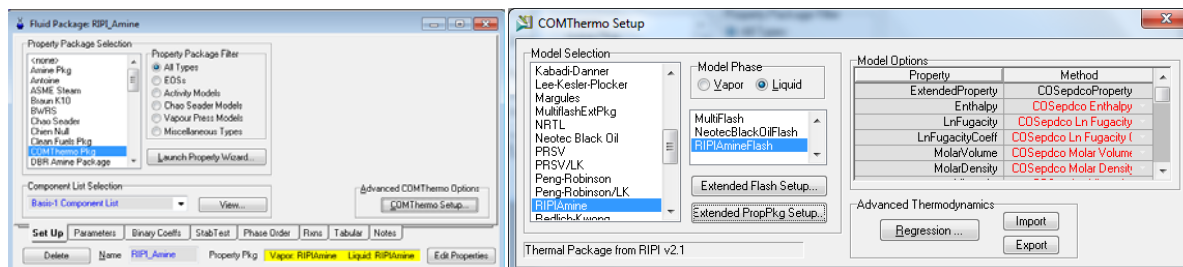 Fluid Package: RIPI_Amine
Property Package Selection
<none>
Amine Pkg
Antoine
ASME Steam
Braun K10
BWRS
Chao Seader
Chien Null
Clean Fuels Pkg
COMThermo Pkg
DBR Amine Package
Property Package Filter
All Types
EOSs
Activity Models
Chao Seader Models
Vapour Press Models
Miscellaneous Types
Launch Property Wizard...
Component List Selection
Basis-1 Component List
View...
Advanced COMThermo Options
COMThermo Setup...
Set Up Parameters Binary Coeffs StabTest Phase Order Rxns Tabular Notes
Delete Name RIPI_Amine Property Pkg Vapor: RIPIAmine Liquid: RIPIAmine Edit Properties
COMThermo Setup
Model Selection
Kabadi-Danner
Lee-Kesler-Plocker
Margules
MultiflashExtPkg
NRTL
Neotec Black Oil
PRSV
PRSV/LK
Peng-Robinson
Peng-Robinson/LK
RIPIAmine
Redlich-Kwong
Model Phase
Vapor Liquid
MultiFlash
NeotecBlackOilFlash
RIPIAmineFlash
Extended Flash Setup...
Extended PropPkg Setup...
Thermal Package from RIPI v2.1
Model Options
Property Method
ExtendedProperty COSepdcoProperty
Enthalpy COSepdco Enthalpy
LnFugacity COSepdco Ln Fugacity
LnFugacityCoeff COSepdco Ln Fugacity (
MolarVolume COSepdco Molar Volume
MolarDensity COSepdco Molar Density
Advanced Thermodynamics
Regression ...
Import
Export